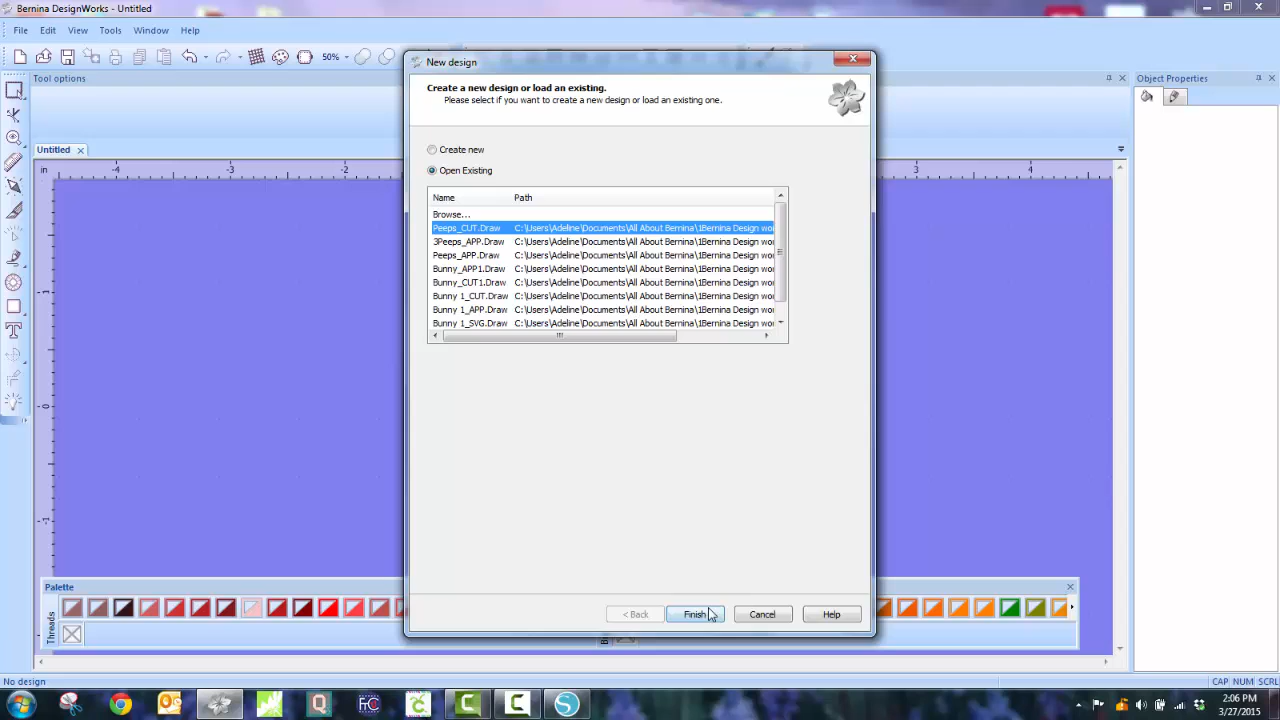 Bernina DesignWorks - Untitled
File Edit View Tools Window Help
50%
Tool options
Object Properties
Untitled
in
-4 -3 -2 3 4
-1
0
-1
New design
Create a new design or load an existing.
Please select if you want to create a new design or load an existing one.
Create new
Open Existing
Name Path
Browse...
Peeps_CUT.Draw C:\Users\Adeline\Documents\All About Bernina\1Bernina Design wo
3Peeps_APP.Draw C:\Users\Adeline\Documents\All About Bernina\1Bernina Design wo
Peeps_APP.Draw C:\Users\Adeline\Documents\All About Bernina\1Bernina Design wo
Bunny_APP1.Draw C:\Users\Adeline\Documents\All About Bernina\1Bernina Design wo
Bunny_CUT1.Draw C:\Users\Adeline\Documents\All About Bernina\1Bernina Design wo
Bunny 1_CUT.Draw C:\Users\Adeline\Documents\All About Bernina\1Bernina Design wo
Bunny 1_APP.Draw C:\Users\Adeline\Documents\All About Bernina\1Bernina Design wo
Bunny 1_SVG.Draw C:\Users\Adeline\Documents\All About Bernina\1Bernina Design wo
< Back Finish Cancel Help
Palette
Threads
No design
CAP NUM SCRL
2:06 PM
3/27/2015